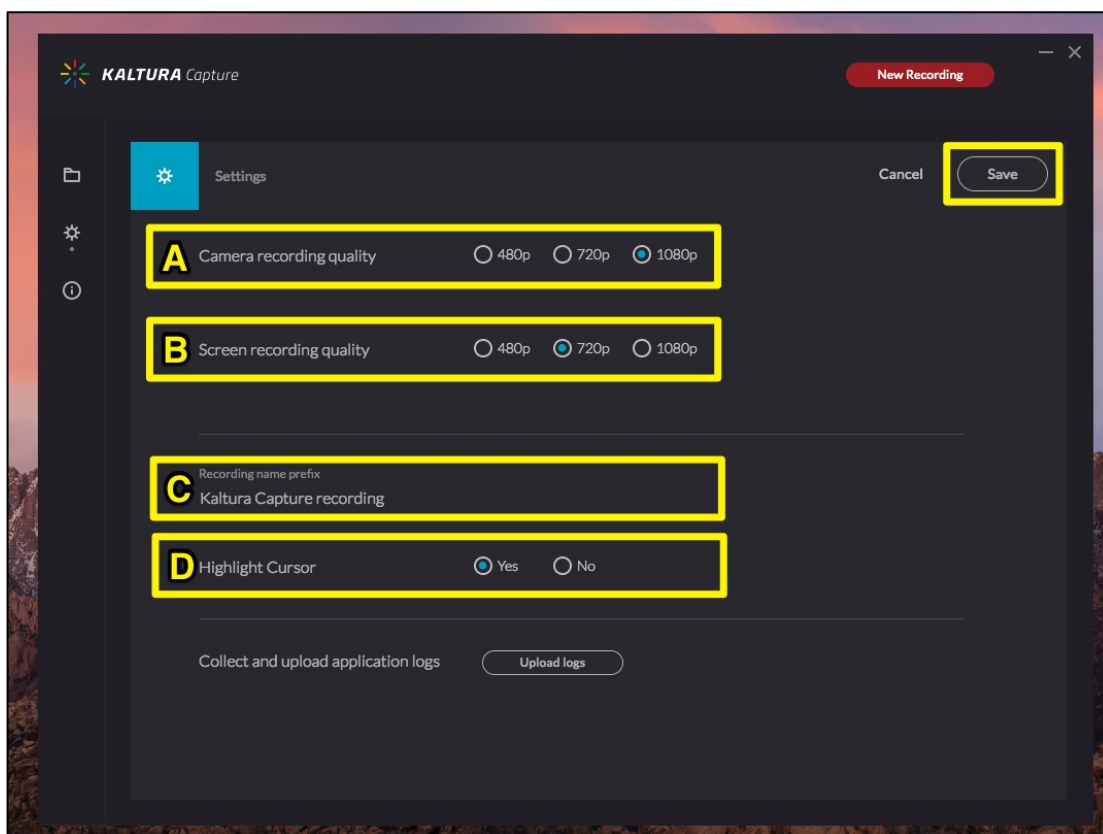 KALTURA Capture
New Recording
Settings
Cancel
Save
A Camera recording quality 480p 720p 1080p
B Screen recording quality 480p 720p 1080p
Recording name prefix
C Kaltura Capture recording
D Highlight Cursor Yes No
Collect and upload application logs Upload logs